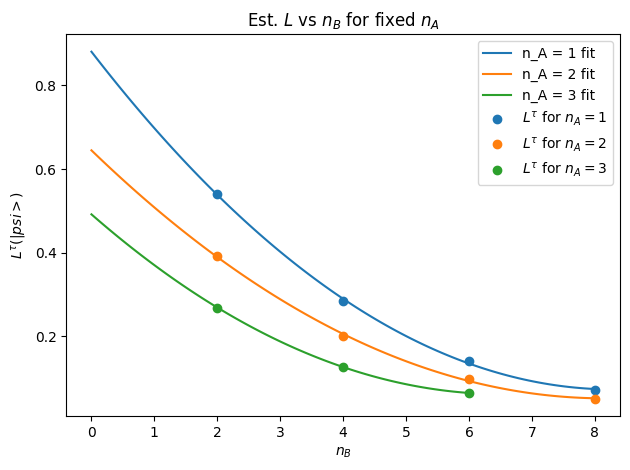 Est. L vs n_B for fixed n_A
n_A = 1 fit
n_A = 2 fit
n_A = 3 fit
L^τ for n_A = 1
L^τ for n_A = 2
L^τ for n_A = 3
L^τ(|psi>)
0.8
0.6
0.4
0.2
0 1 2 3 4 5 6 7 8
n_B